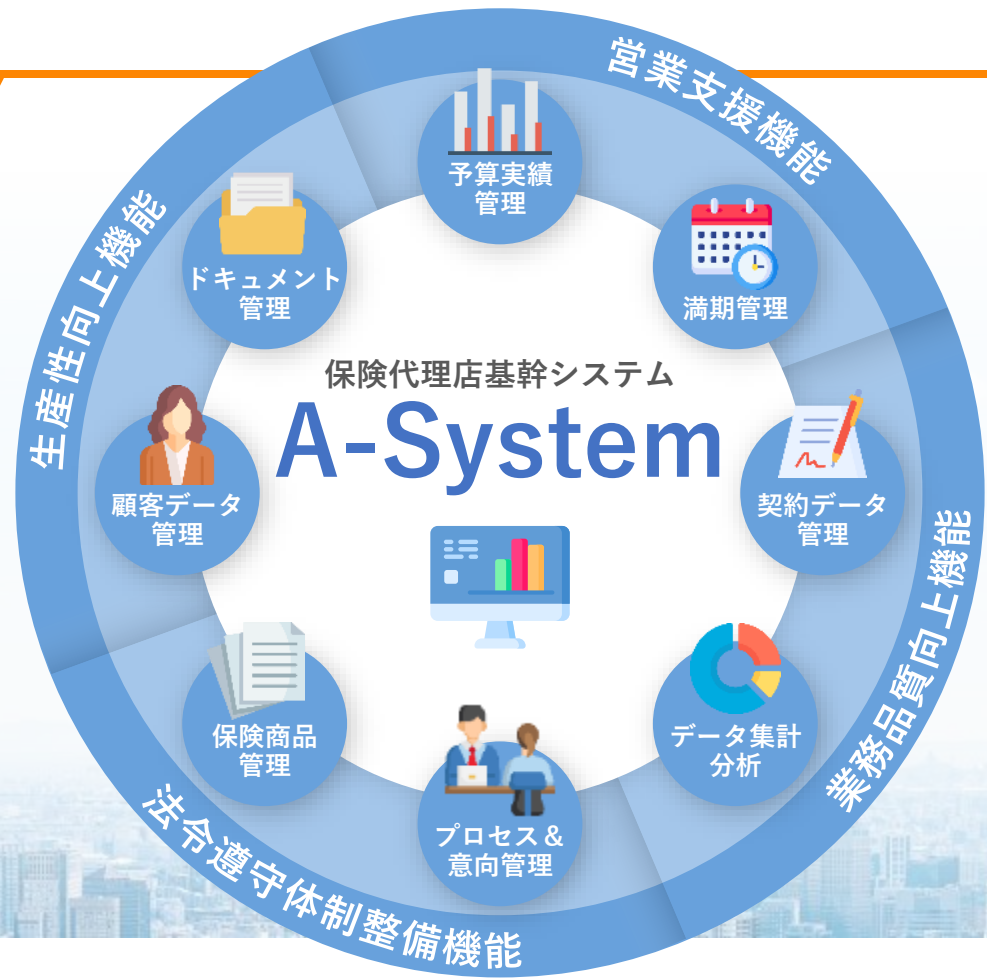 営業支援機能
予算実績
管理
満期管理
ドキュメント
管理
生産性向上機能
保険代理店基幹システム
A-System
顧客データ
管理
契約データ
管理
業務品質向上機能
保険商品
管理
データ集計
分析
プロセス&
意向管理
法令遵守体制整備機能